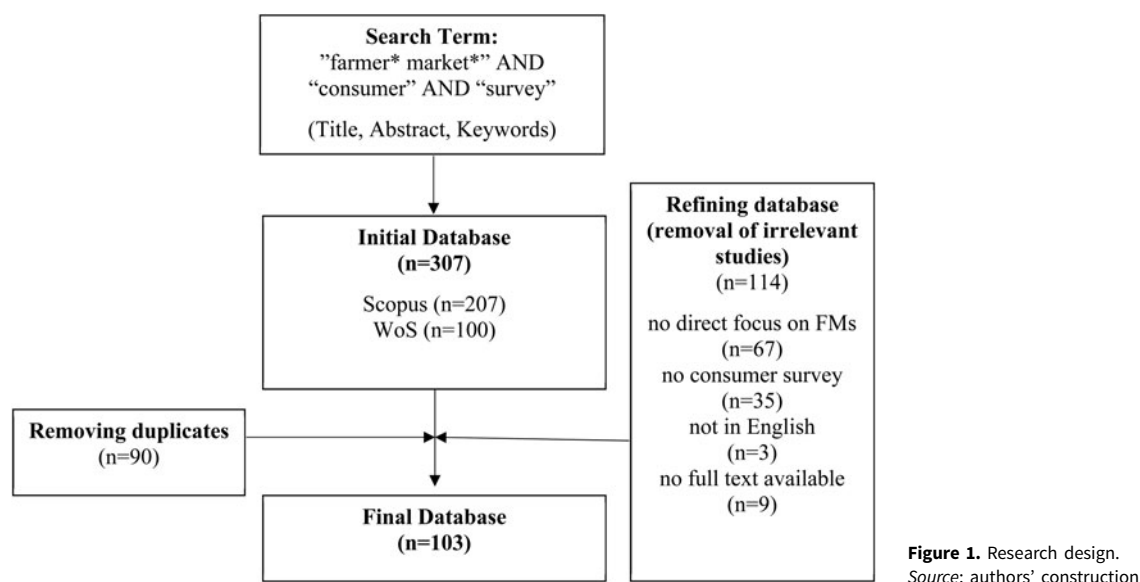 Search Term:
”farmer* market*” AND
“consumer” AND “survey”
(Title, Abstract, Keywords)
Initial Database
(n=307)
Scopus (n=207)
WoS (n=100)
Refining database
(removal of irrelevant
studies)
(n=114)
no direct focus on FMs
(n=67)
no consumer survey
(n=35)
not in English
(n=3)
no full text available
(n=9)
Removing duplicates
(n=90)
Final Database
(n=103)
Figure 1. Research design.
Source: authors’ construction